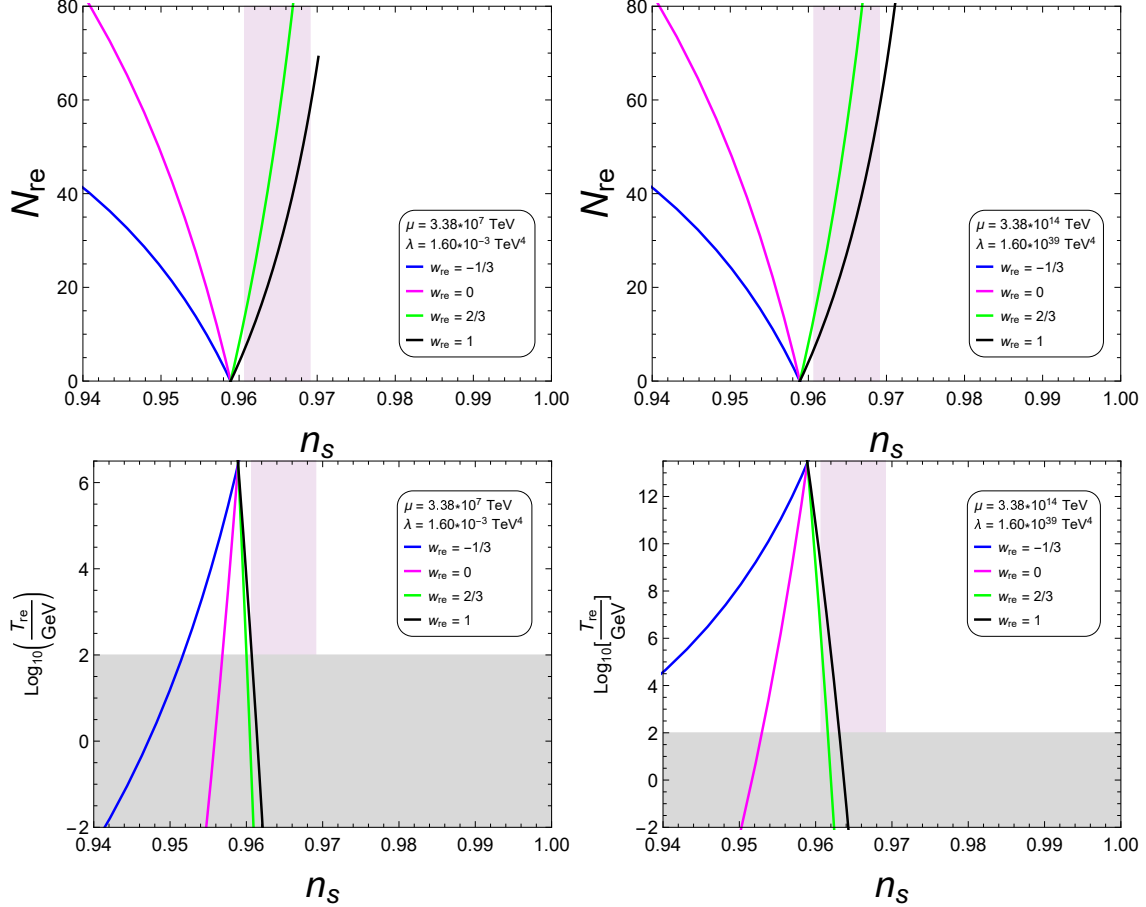 80
60
40
20
0
N_re
0.94 0.95 0.96 0.97 0.98 0.99 1.00
n_s
μ = 3.38*10^7 TeV
λ = 1.60*10^-3 TeV^4
w_re = -1/3
w_re = 0
w_re = 2/3
w_re = 1
80
60
40
20
0
N_re
0.94 0.95 0.96 0.97 0.98 0.99 1.00
n_s
μ = 3.38*10^14 TeV
λ = 1.60*10^39 TeV^4
w_re = -1/3
w_re = 0
w_re = 2/3
w_re = 1
6
4
2
0
-2
Log_10(T_re/GeV)
0.94 0.95 0.96 0.97 0.98 0.99 1.00
n_s
μ = 3.38*10^7 TeV
λ = 1.60*10^-3 TeV^4
w_re = -1/3
w_re = 0
w_re = 2/3
w_re = 1
12
10
8
6
4
2
0
-2
Log_10[T_re/GeV]
0.94 0.95 0.96 0.97 0.98 0.99 1.00
n_s
μ = 3.38*10^14 TeV
λ = 1.60*10^39 TeV^4
w_re = -1/3
w_re = 0
w_re = 2/3
w_re = 1